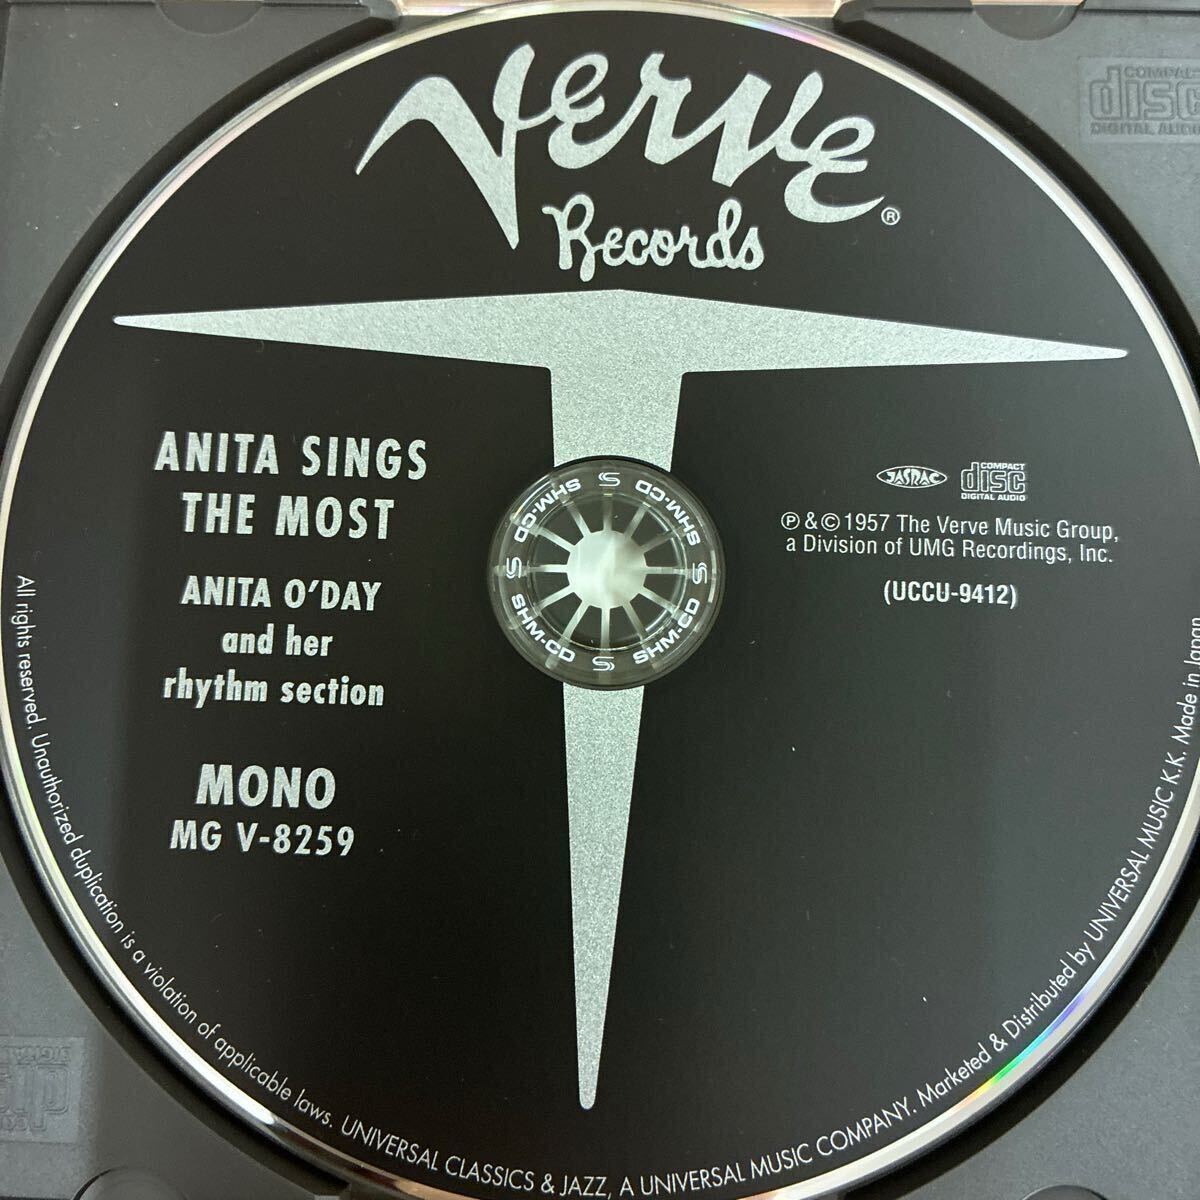 Verve
Records ®
ANITA SINGS
THE MOST
ANITA O'DAY
and her
rhythm section
MONO
MG V-8259
JASRAC
COMPACT
disc
DIGITAL AUDIO
℗ & © 1957 The Verve Music Group,
a Division of UMG Recordings, Inc.
(UCCU-9412)
SHM-CD S SHM-CD S SHM-CD S SHM-CD S
All rights reserved. Unauthorized duplication is a violation of applicable laws. UNIVERSAL CLASSICS & JAZZ, A UNIVERSAL MUSIC COMPANY. Marketed & Distributed by UNIVERSAL MUSIC K.K. Made in Japan
COMPACT
disc
DIGITAL AUDIO